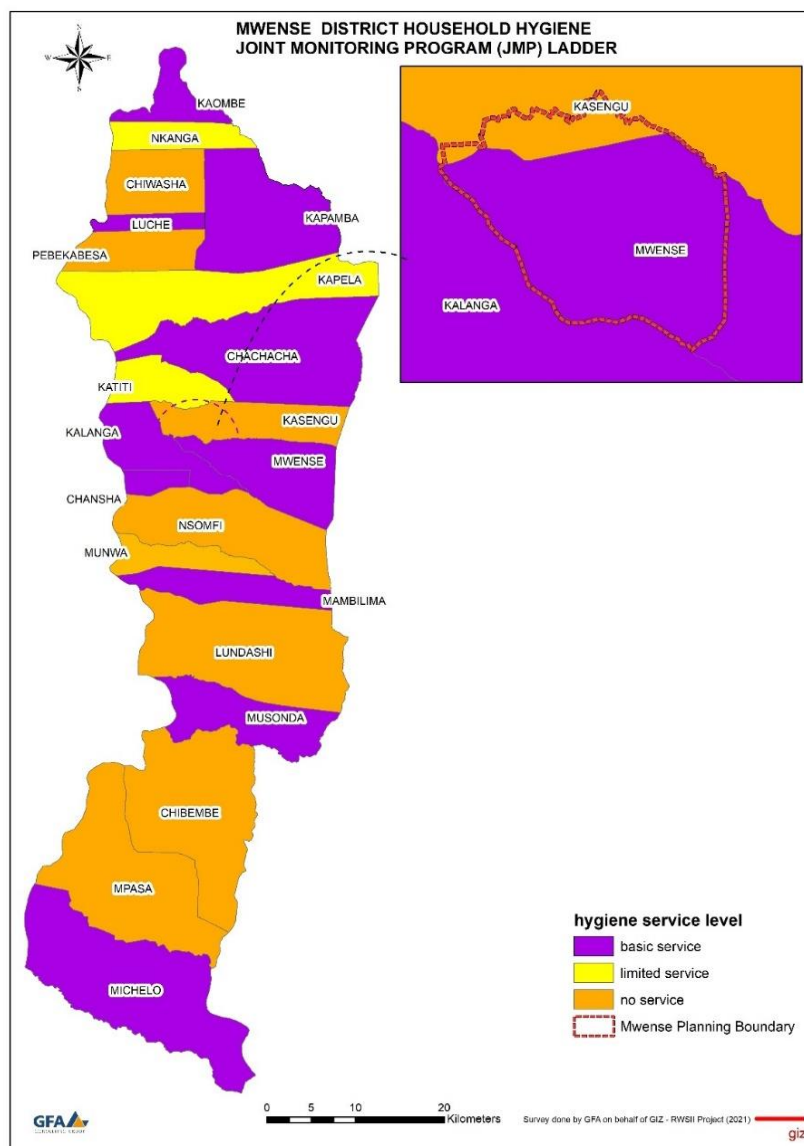 MWENSE DISTRICT HOUSEHOLD HYGIENE
JOINT MONITORING PROGRAM (JMP) LADDER
N
W
E
KAOMBE
NKANGA
CHIWASHA
LUCHE
KAPAMBA
PEBEKABESA
KAPELA
CHACHACHA
KATITI
KASENGU
KALANGA
MWENSE
CHANSHA
NSOMFI
MUNWA
MAMBILIMA
LUNDASHI
MUSONDA
CHIBEMBE
MPASA
MICHELO
KASENGU
MWENSE
KALANGA
hygiene service level
basic service
limited service
no service
Mwense Planning Boundary
GFA
0 5 10 20
Kilometers
Survey done by GFA on behalf of GIZ - RWSII Project (2021)
giz